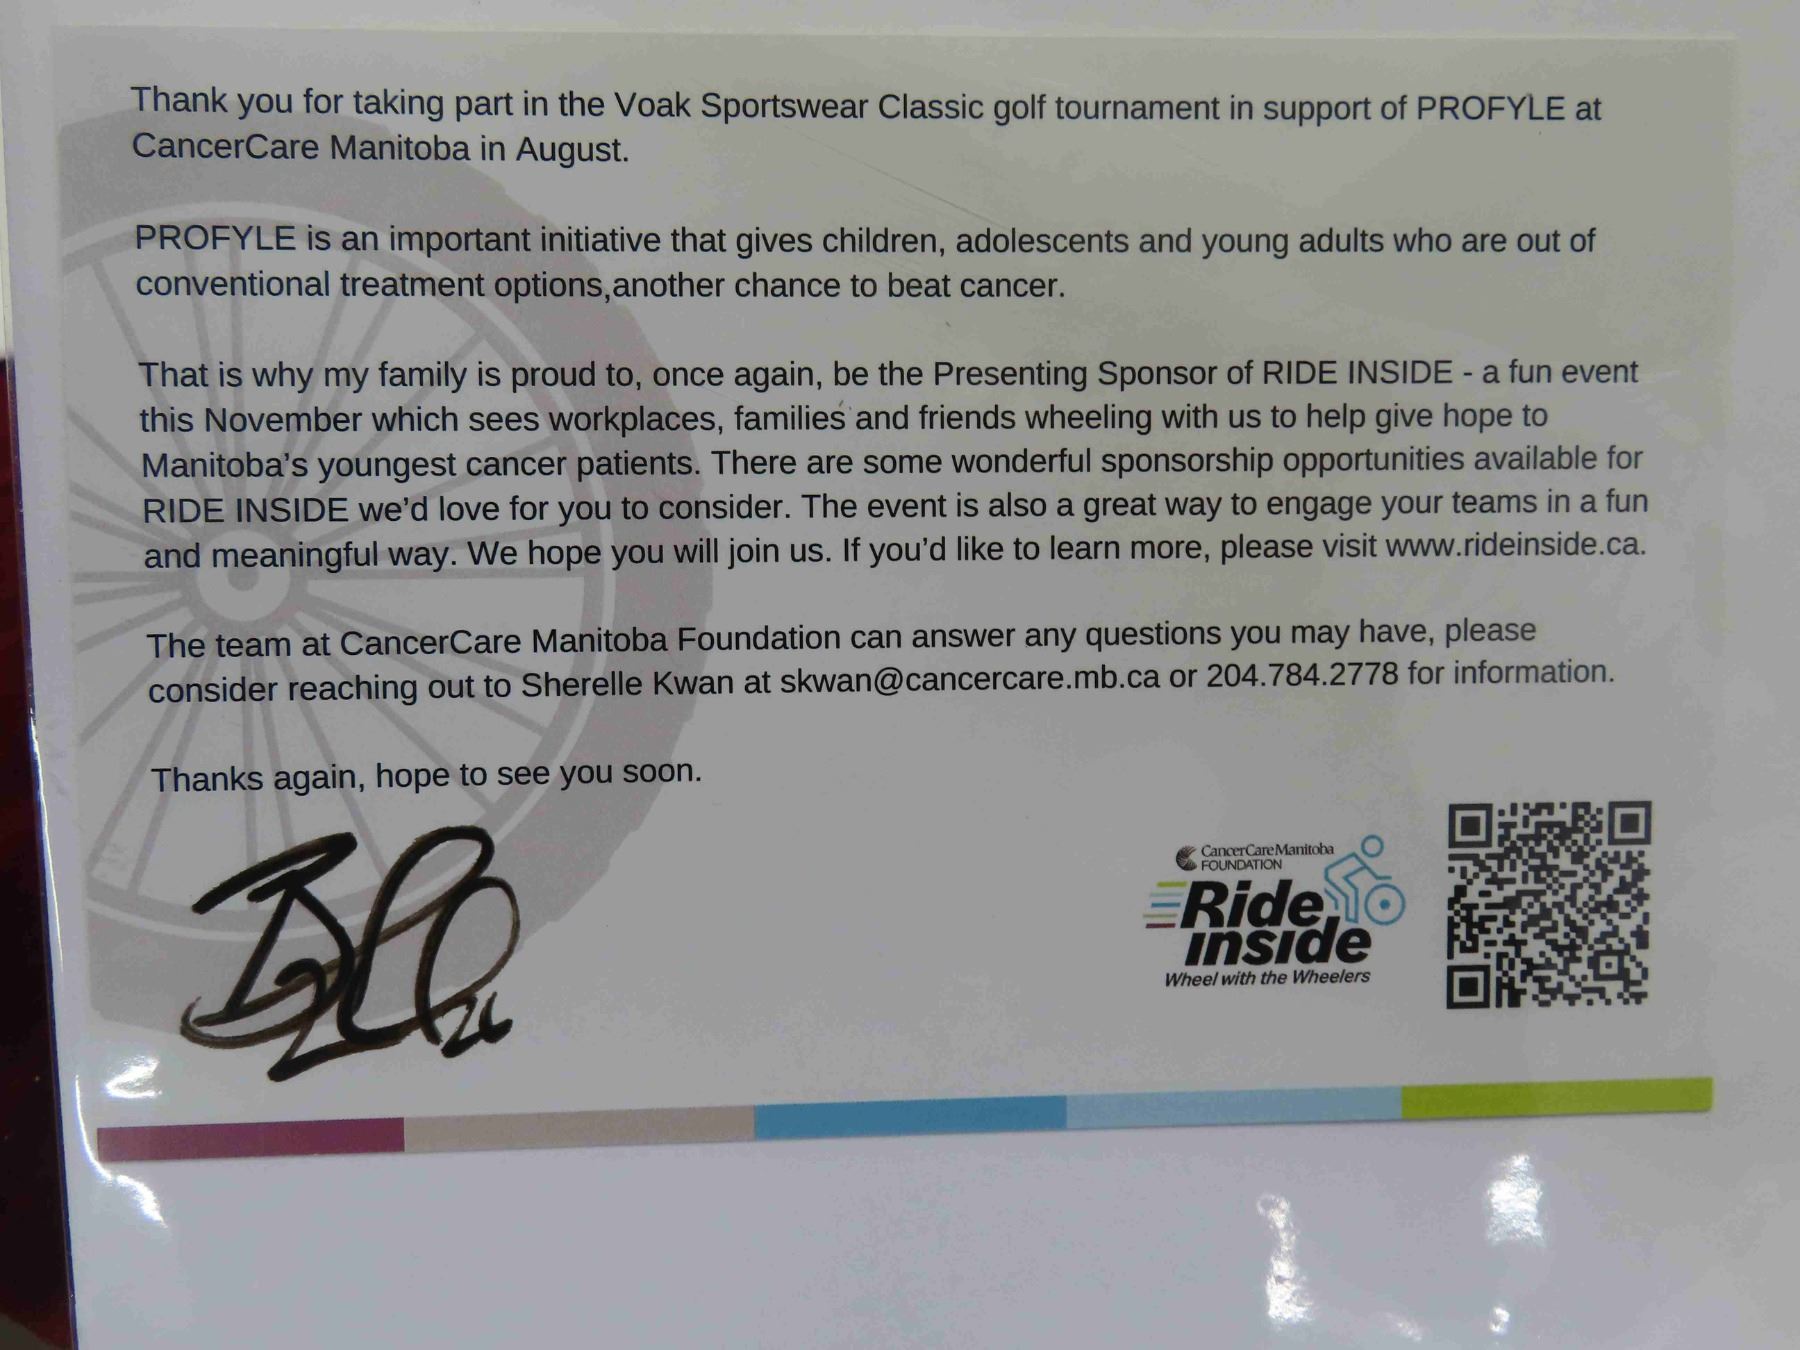 Thank you for taking part in the Voak Sportswear Classic golf tournament in support of PROFYLE at
CancerCare Manitoba in August.
PROFYLE is an important initiative that gives children, adolescents and young adults who are out of
conventional treatment options,another chance to beat cancer.
That is why my family is proud to, once again, be the Presenting Sponsor of RIDE INSIDE - a fun event
this November which sees workplaces, families and friends wheeling with us to help give hope to
Manitoba’s youngest cancer patients. There are some wonderful sponsorship opportunities available for
RIDE INSIDE we’d love for you to consider. The event is also a great way to engage your teams in a fun
and meaningful way. We hope you will join us. If you’d like to learn more, please visit www.rideinside.ca.
The team at CancerCare Manitoba Foundation can answer any questions you may have, please
consider reaching out to Sherelle Kwan at skwan@cancercare.mb.ca or 204.784.2778 for information.
Thanks again, hope to see you soon.
26
CancerCare Manitoba
FOUNDATION
Ride
inside
Wheel with the Wheelers